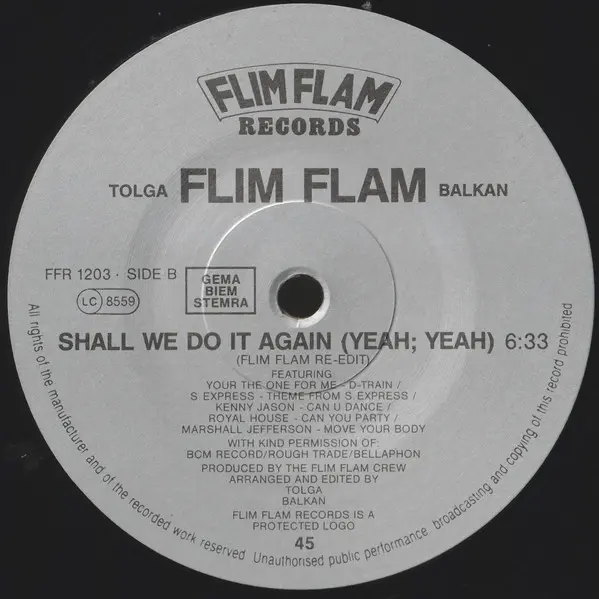 FLIM FLAM
RECORDS
TOLGA FLIM FLAM BALKAN
FFR 1203 · SIDE B
LC 8559
GEMA
BIEM
STEMRA
SHALL WE DO IT AGAIN (YEAH; YEAH) 6:33
(FLIM FLAM RE-EDIT)
FEATURING:
YOUR THE ONE FOR ME - D-TRAIN /
S EXPRESS - THEME FROM S EXPRESS /
KENNY JASON - CAN U DANCE /
ROYAL HOUSE - CAN YOU PARTY /
MARSHALL JEFFERSON - MOVE YOUR BODY
WITH KIND PERMISSION OF:
BCM RECORD/ROUGH TRADE/BELLAPHON
PRODUCED BY THE FLIM FLAM CREW
ARRANGED AND EDITED BY
TOLGA
BALKAN
FLIM FLAM RECORDS IS A
PROTECTED LOGO
45
All rights of the manufacturer and of the recorded work reserved. Unauthorised public performance, broadcasting and copying of this record prohibited